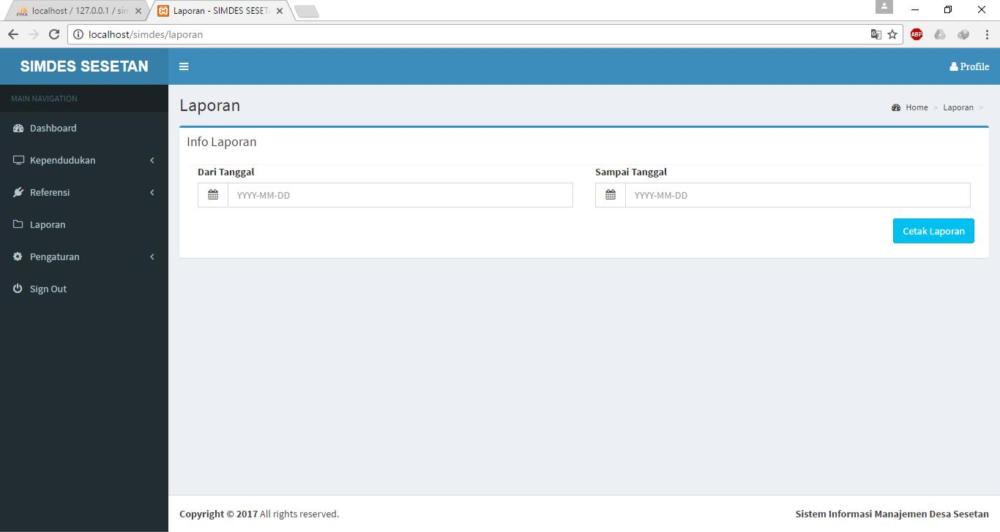 localhost / 127.0.0.1 / sim
Laporan - SIMDES SESETA
localhost/simdes/laporan
ABP
SIMDES SESETAN
Profile
MAIN NAVIGATION
Dashboard
Kependudukan
Referensi
Laporan
Pengaturan
Sign Out
Laporan
Home > Laporan >
Info Laporan
Dari Tanggal
YYYY-MM-DD
Sampai Tanggal
YYYY-MM-DD
Cetak Laporan
Copyright © 2017 All rights reserved.
Sistem Informasi Manajemen Desa Sesetan